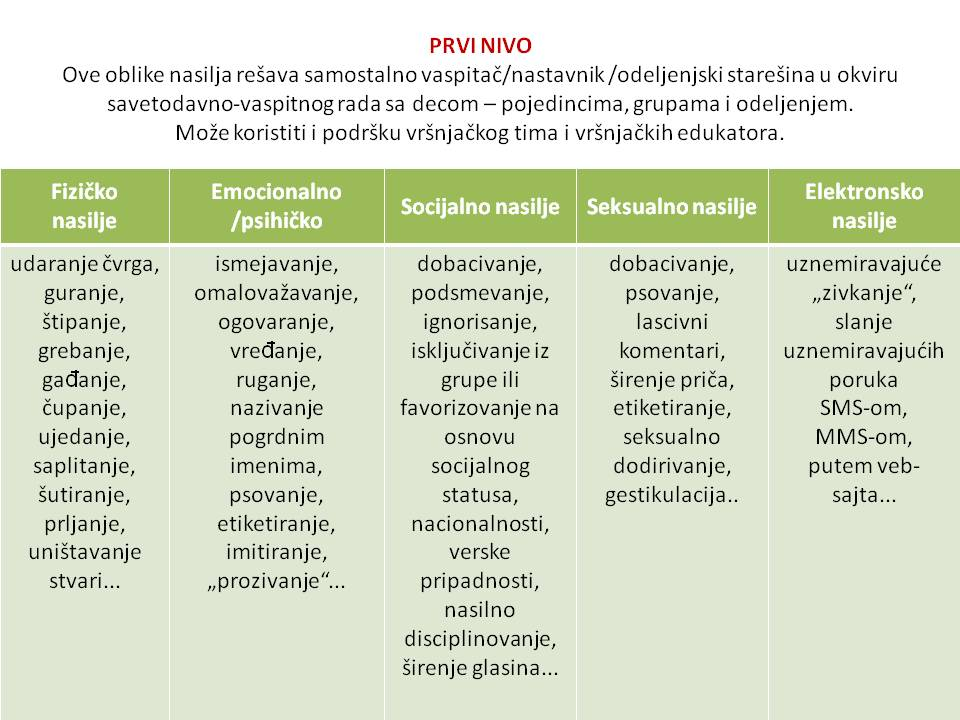 PRVI NIVO
Ove oblike nasilja rešava samostalno vaspitač/nastavnik /odeljenjski starešina u okviru
savetodavno-vaspitnog rada sa decom – pojedincima, grupama i odeljenjem.
Može koristiti i podršku vršnjačkog tima i vršnjačkih edukatora.
Fizičko
nasilje
Emocionalno
/psihičko
Socijalno nasilje
Seksualno nasilje
Elektronsko
nasilje
udaranje čvrga,
guranje,
štipanje,
grebanje,
gađanje,
čupanje,
ujedanje,
saplitanje,
šutiranje,
prljanje,
uništavanje
stvari...
ismejavanje,
omalovažavanje,
ogovaranje,
vređanje,
ruganje,
nazivanje
pogrdnim
imenima,
psovanje,
etiketiranje,
imitiranje,
„prozivanje“...
dobacivanje,
podsmevanje,
ignorisanje,
isključivanje iz
grupe ili
favorizovanje na
osnovu
socijalnog
statusa,
nacionalnosti,
verske
pripadnosti,
nasilno
disciplinovanje,
širenje glasina...
dobacivanje,
psovanje,
lascivni
komentari,
širenje priča,
etiketiranje,
seksualno
dodirivanje,
gestikulacija..
uznemiravajuće
„zivkanje“,
slanje
uznemiravajućih
poruka
SMS-om,
MMS-om,
putem veb-
sajta...